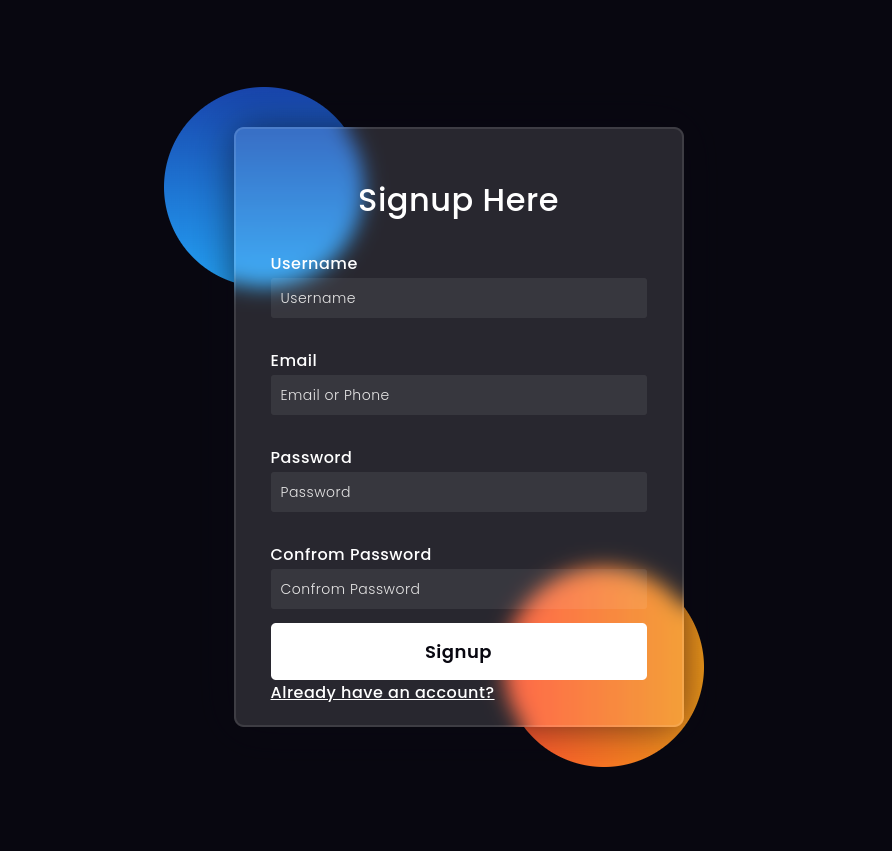 Signup Here
Username
Username
Email
Email or Phone
Password
Password
Confrom Password
Confrom Password
Signup
Already have an account?